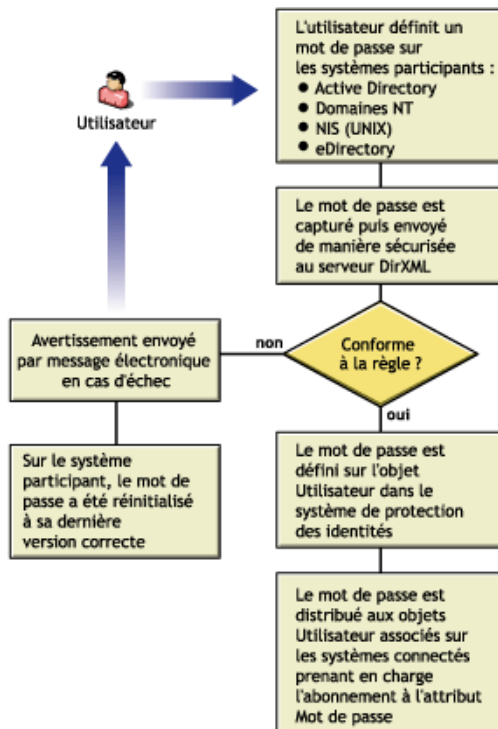 L'utilisateur définit un
mot de passe sur
les systèmes participants :
● Active Directory
● Domaines NT
● NIS (UNIX)
● eDirectory
Utilisateur
Le mot de passe est
capturé puis envoyé
de manière sécurisée
au serveur DirXML
Conforme
à la règle ?
non
oui
Avertissement envoyé
par message électronique
en cas d'échec
Sur le système
participant, le mot de
passe a été réinitialisé
à sa dernière
version correcte
Le mot de passe est
défini sur l'objet
Utilisateur dans le
système de protection
des identités
Le mot de passe est
distribué aux objets
Utilisateur associés sur
les systèmes connectés
prenant en charge
l'abonnement à l'attribut
Mot de passe